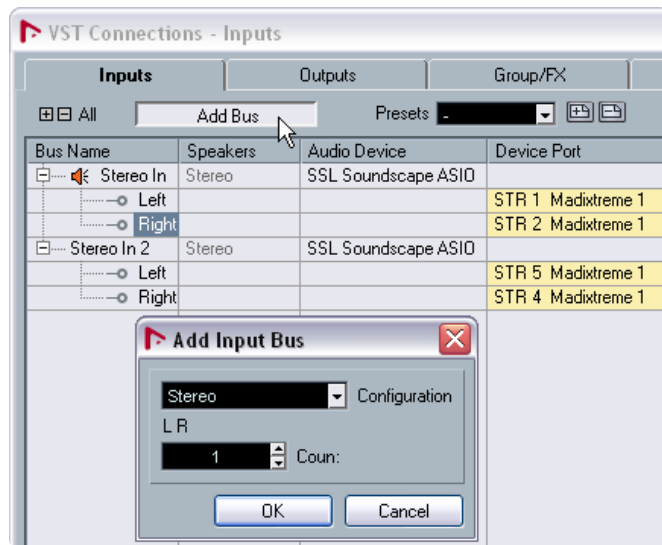 VST Connections - Inputs
Inputs Outputs Group/FX
All Add Bus Presets -
Bus Name Speakers Audio Device Device Port
Stereo In Stereo SSL Soundscape ASIO
Left STR 1 Madixtreme 1
Right STR 2 Madixtreme 1
Stereo In 2 Stereo SSL Soundscape ASIO
Left STR 5 Madixtreme 1
Right STR 4 Madixtreme 1
Add Input Bus
Stereo Configuration
L R
1 Coun:
OK Cancel